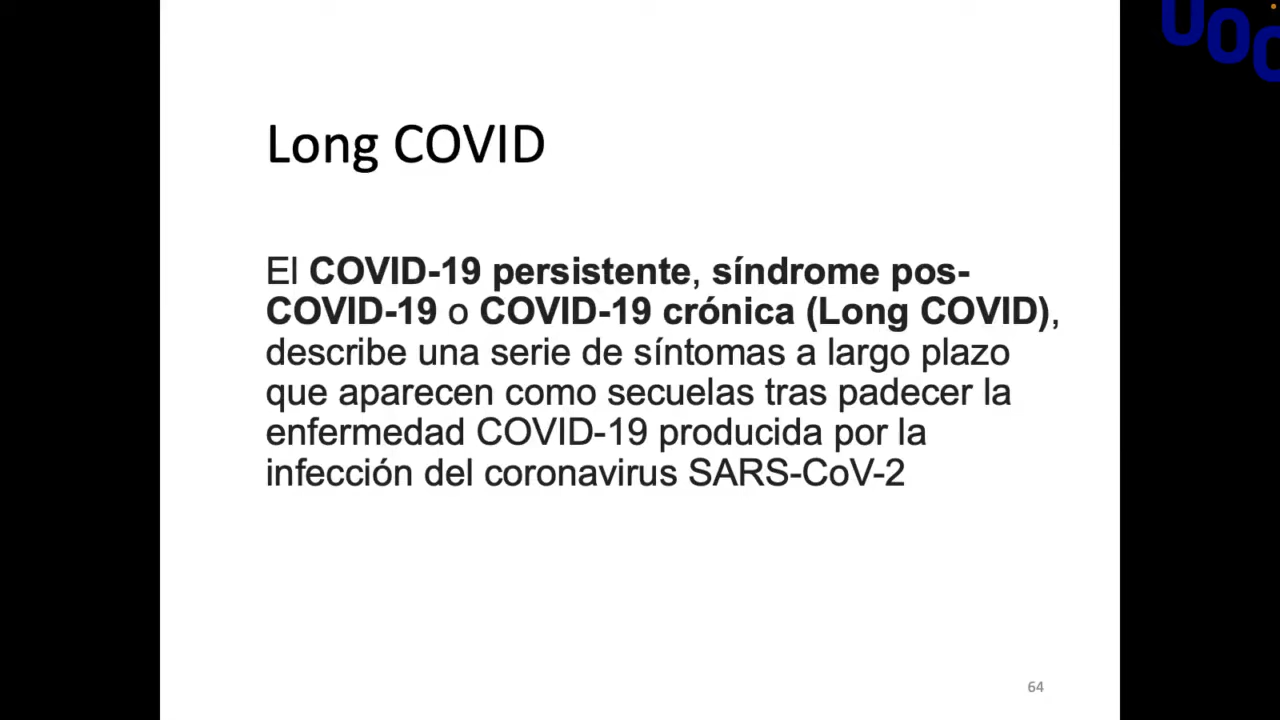 UOC
Long COVID
El COVID-19 persistente, síndrome pos-
COVID-19 o COVID-19 crónica (Long COVID),
describe una serie de síntomas a largo plazo
que aparecen como secuelas tras padecer la
enfermedad COVID-19 producida por la
infección del coronavirus SARS-CoV-2
64